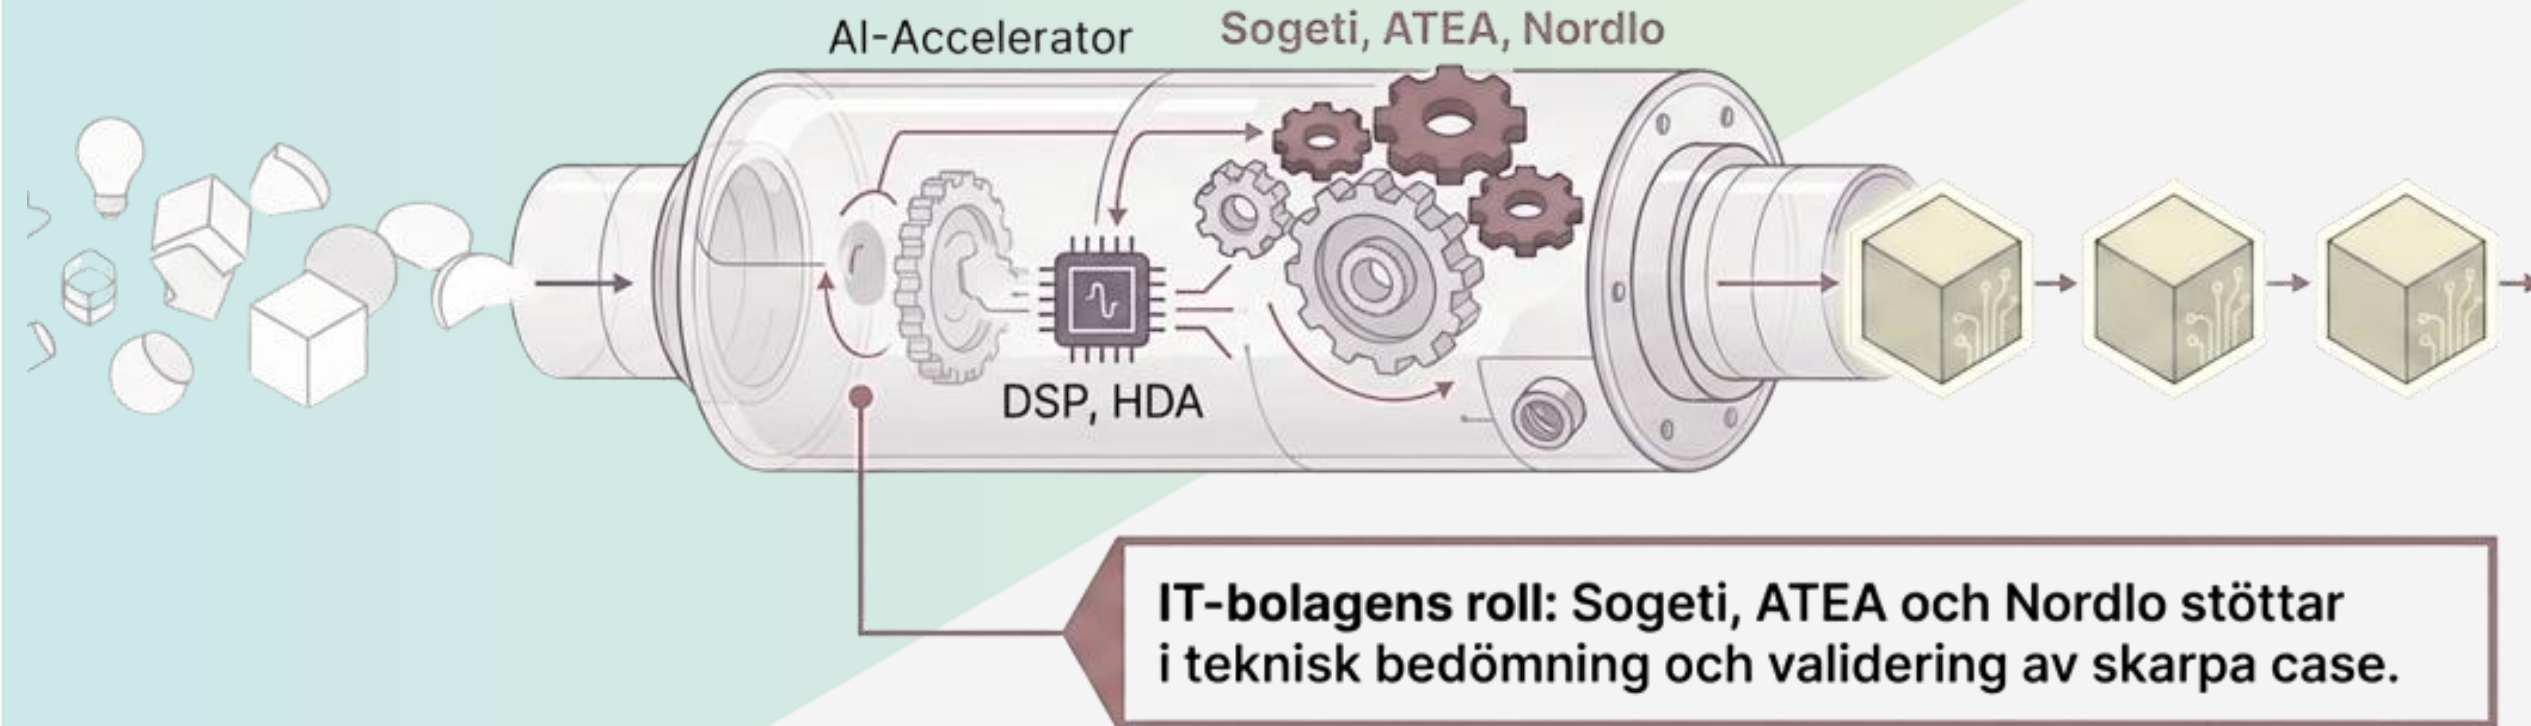 AI-Accelerator
Sogeti, ATEA, Nordlo
DSP, HDA
IT-bolagens roll: Sogeti, ATEA och Nordlo stöttar
i teknisk bedömning och validering av skarpa case.